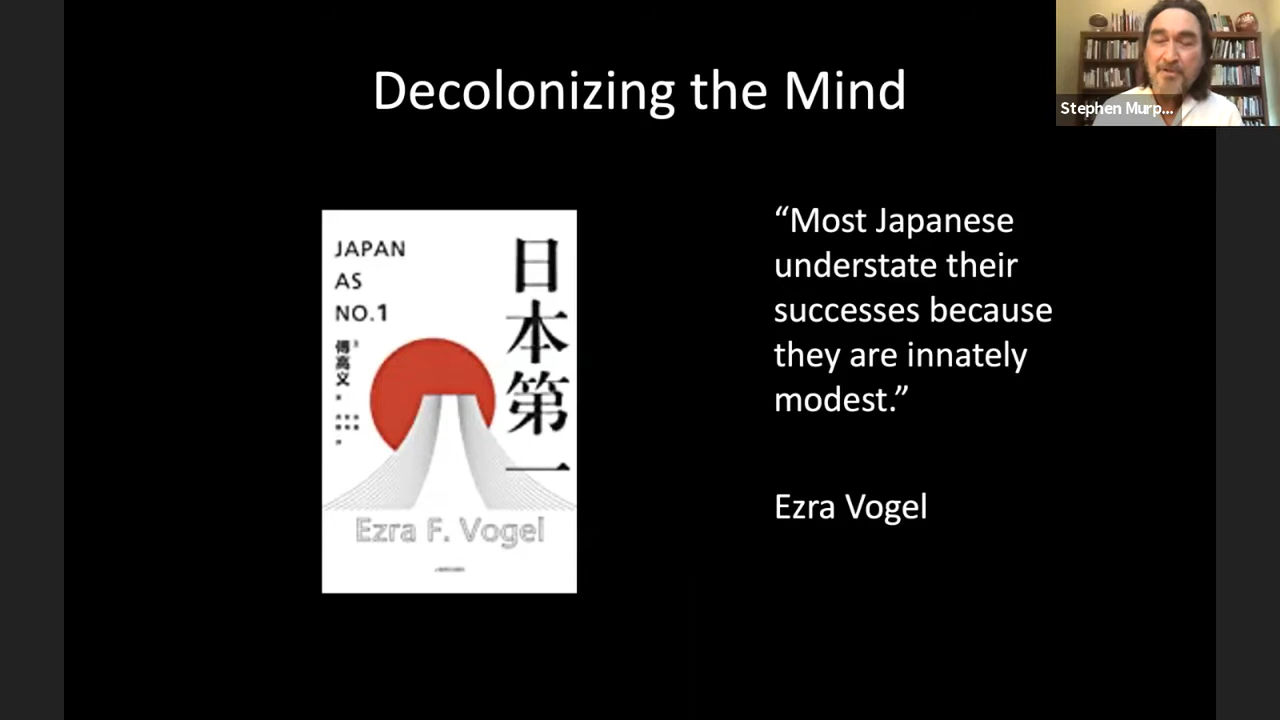 Decolonizing the Mind
Stephen Murp...
JAPAN
AS
NO.1
日本第一
傅高义
Ezra F. Vogel
“Most Japanese
understate their
successes because
they are innately
modest.”
Ezra Vogel